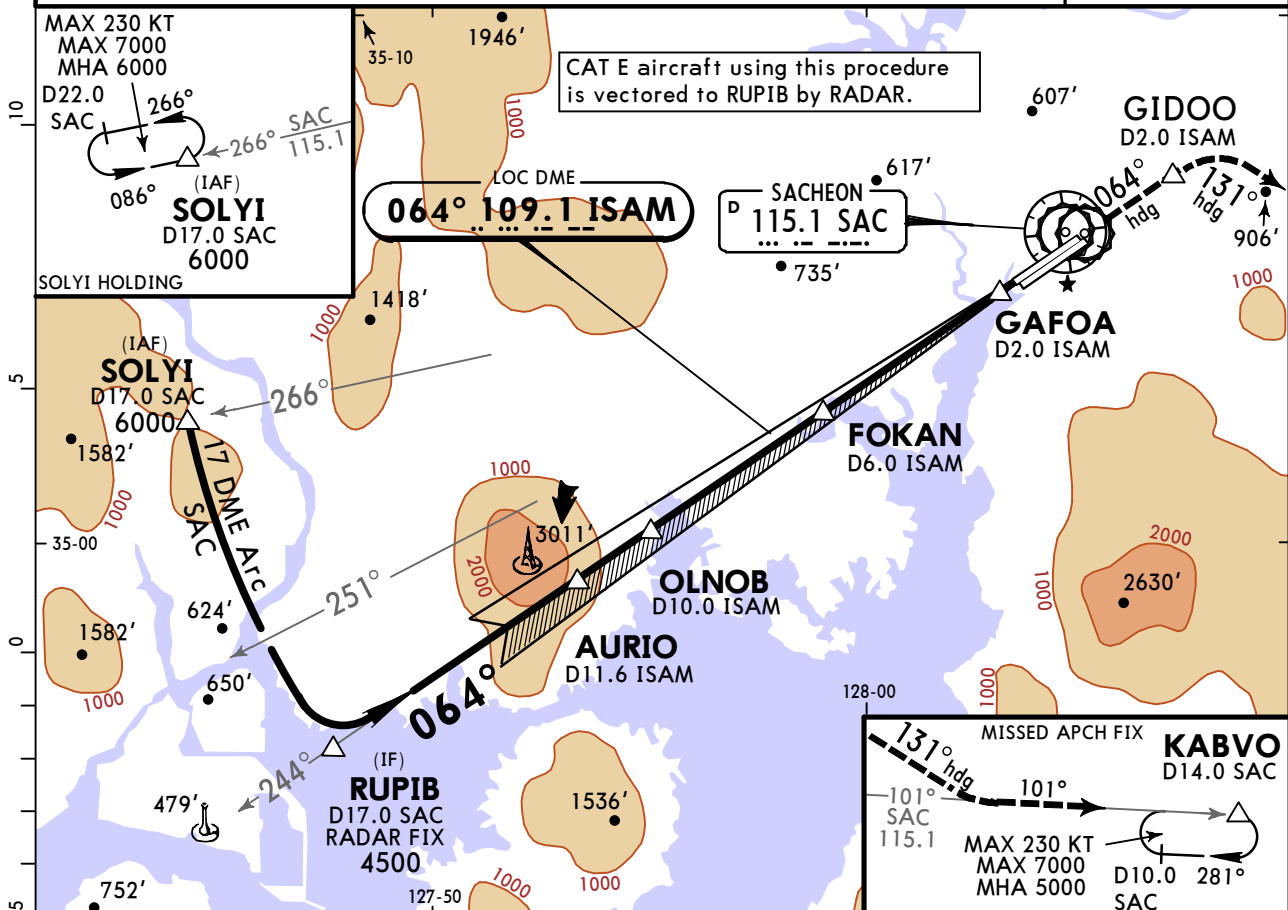 MAX 230 KT
MAX 7000
MHA 6000
D22.0
SAC
266°
086°
266° SAC
115.1
(IAF)
SOLYI
D17.0 SAC
6000
SOLYI HOLDING
35-10
1946'
1000
CAT E aircraft using this procedure
is vectored to RUPIB by RADAR.
607'
GIDOO
D2.0 ISAM
064°
hdg
131°
hdg
906'
1000
LOC DME
064° 109.1 ISAM
SACHEON
D 115.1 SAC
617'
735'
10
1418'
1000
GAFOA
D2.0 ISAM
(IAF)
SOLYI
D17.0 SAC
6000
5
266°
1582'
1000
17 DME Arc
SAC
FOKAN
D6.0 ISAM
1000
3011'
2000
35-00
251°
OLNOB
D10.0 ISAM
AURIO
D11.6 ISAM
2000
1000
2630'
624'
1582'
1000
0
650'
064°
128-00
1000
244°
(IF)
RUPIB
D17.0 SAC
RADAR FIX
4500
479'
1536'
1000
752'
5
127-50
1000
131°
hdg
MISSED APCH FIX
KABVO
D14.0 SAC
101°
101°
SAC
115.1
MAX 230 KT
MAX 7000
MHA 5000
D10.0
SAC
281°